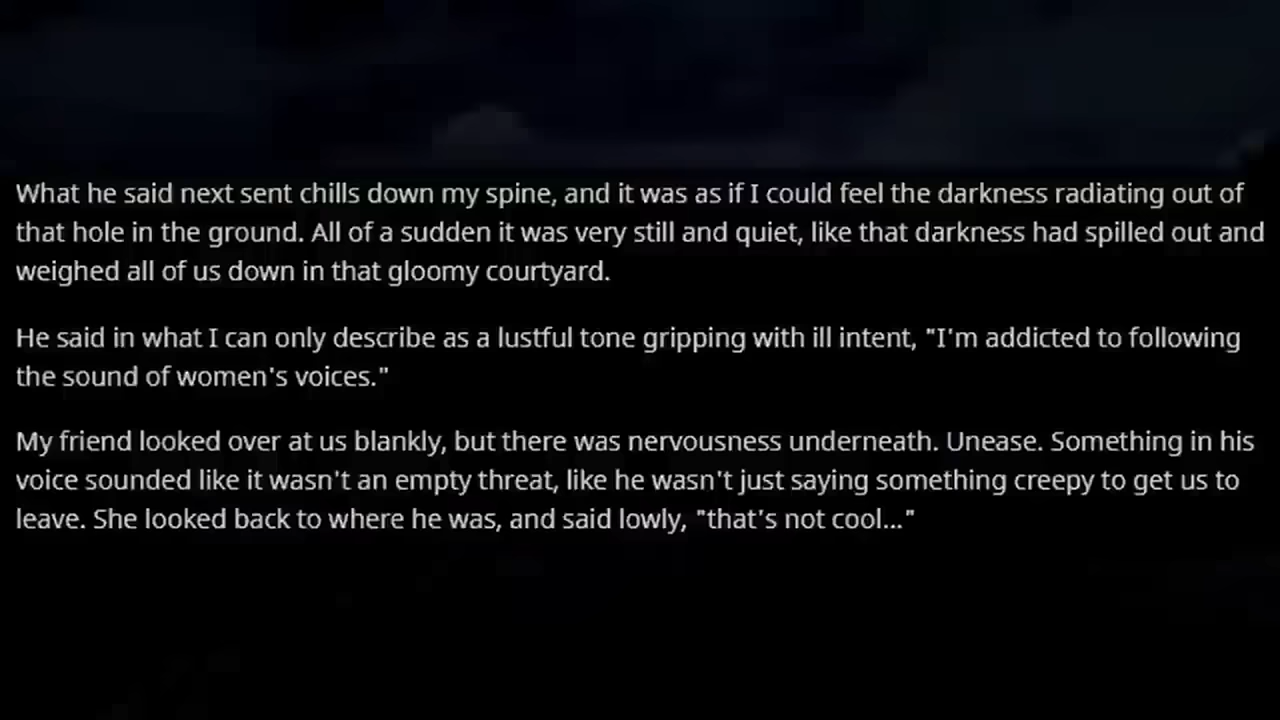 What he said next sent chills down my spine, and it was as if I could feel the darkness radiating out of
that hole in the ground. All of a sudden it was very still and quiet, like that darkness had spilled out and
weighed all of us down in that gloomy courtyard.
He said in what I can only describe as a lustful tone gripping with ill intent, "I'm addicted to following
the sound of women's voices."
My friend looked over at us blankly, but there was nervousness underneath. Unease. Something in his
voice sounded like it wasn't an empty threat, like he wasn't just saying something creepy to get us to
leave. She looked back to where he was, and said lowly, "that's not cool..."